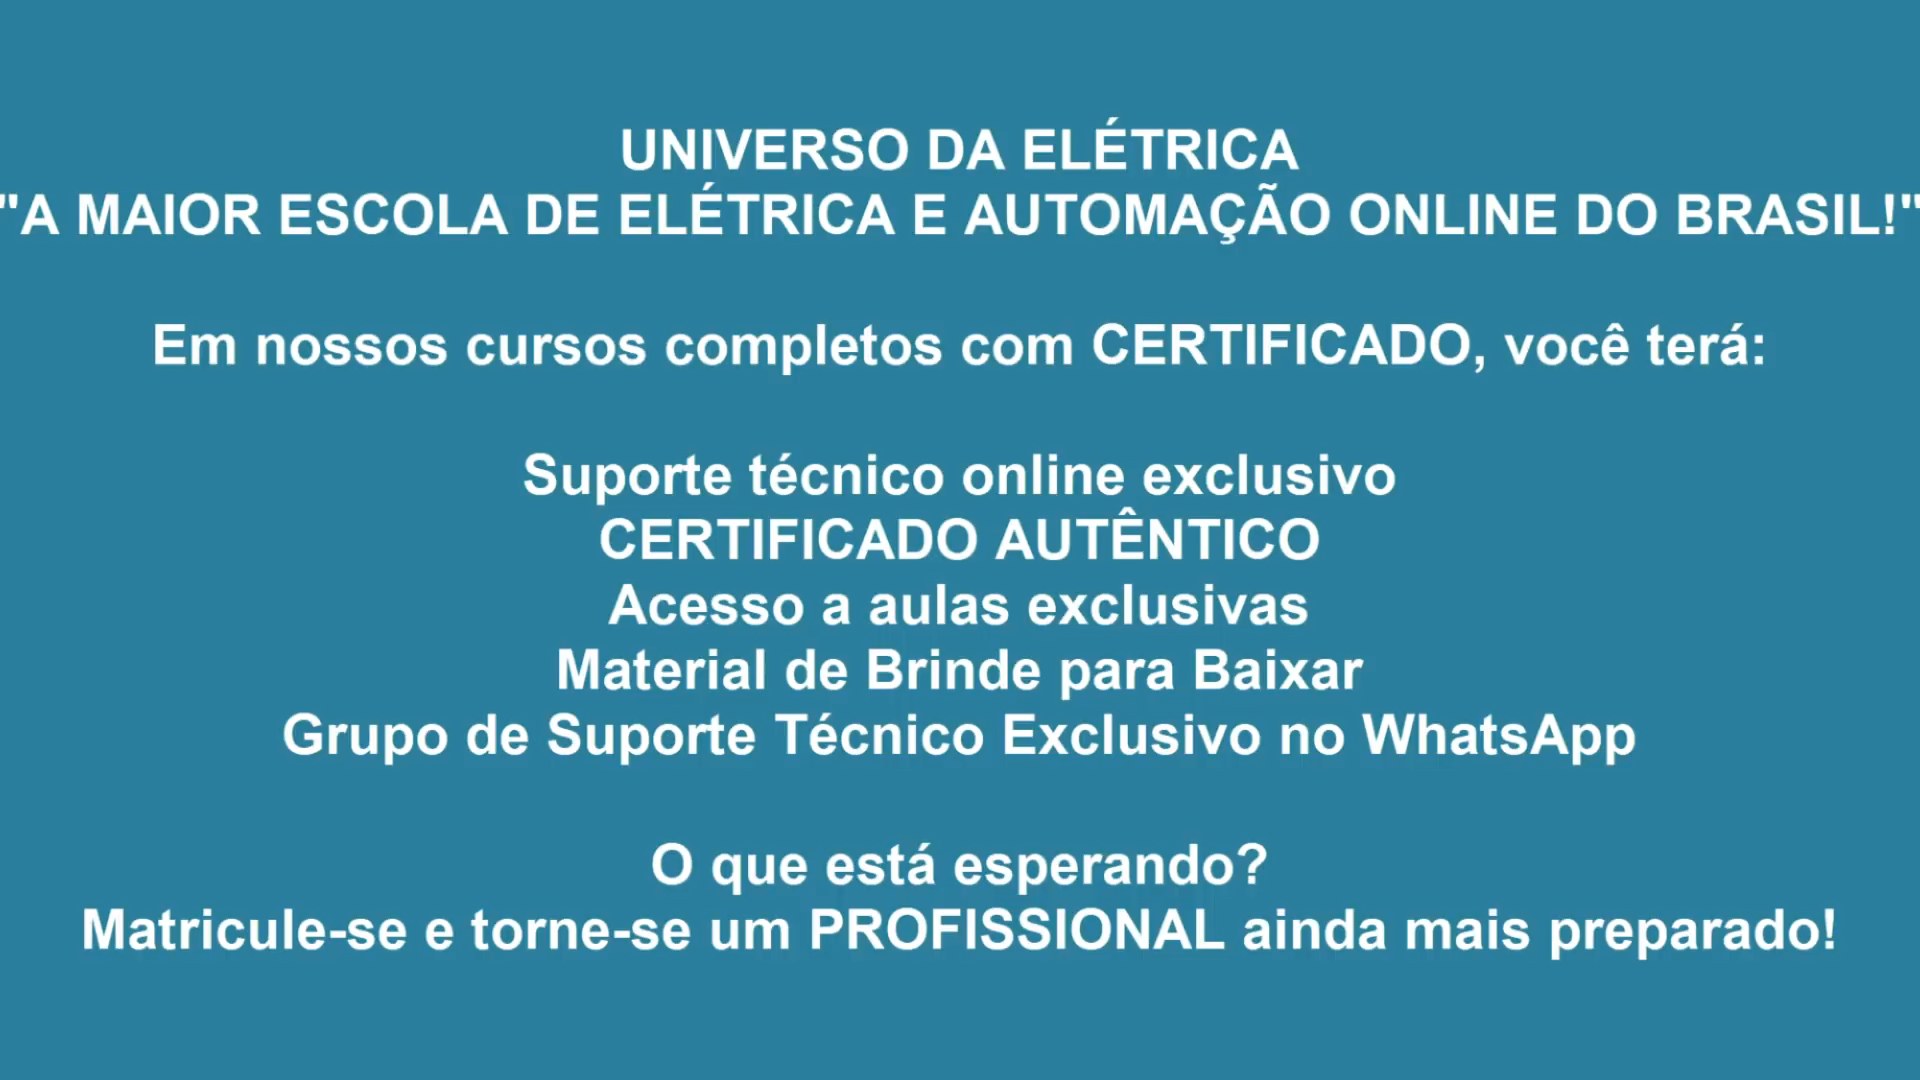 UNIVERSO DA ELÉTRICA
"A MAIOR ESCOLA DE ELÉTRICA E AUTOMAÇÃO ONLINE DO BRASIL!"
Em nossos cursos completos com CERTIFICADO, você terá:
Suporte técnico online exclusivo
CERTIFICADO AUTÊNTICO
Acesso a aulas exclusivas
Material de Brinde para Baixar
Grupo de Suporte Técnico Exclusivo no WhatsApp
O que está esperando?
Matricule-se e torne-se um PROFISSIONAL ainda mais preparado!